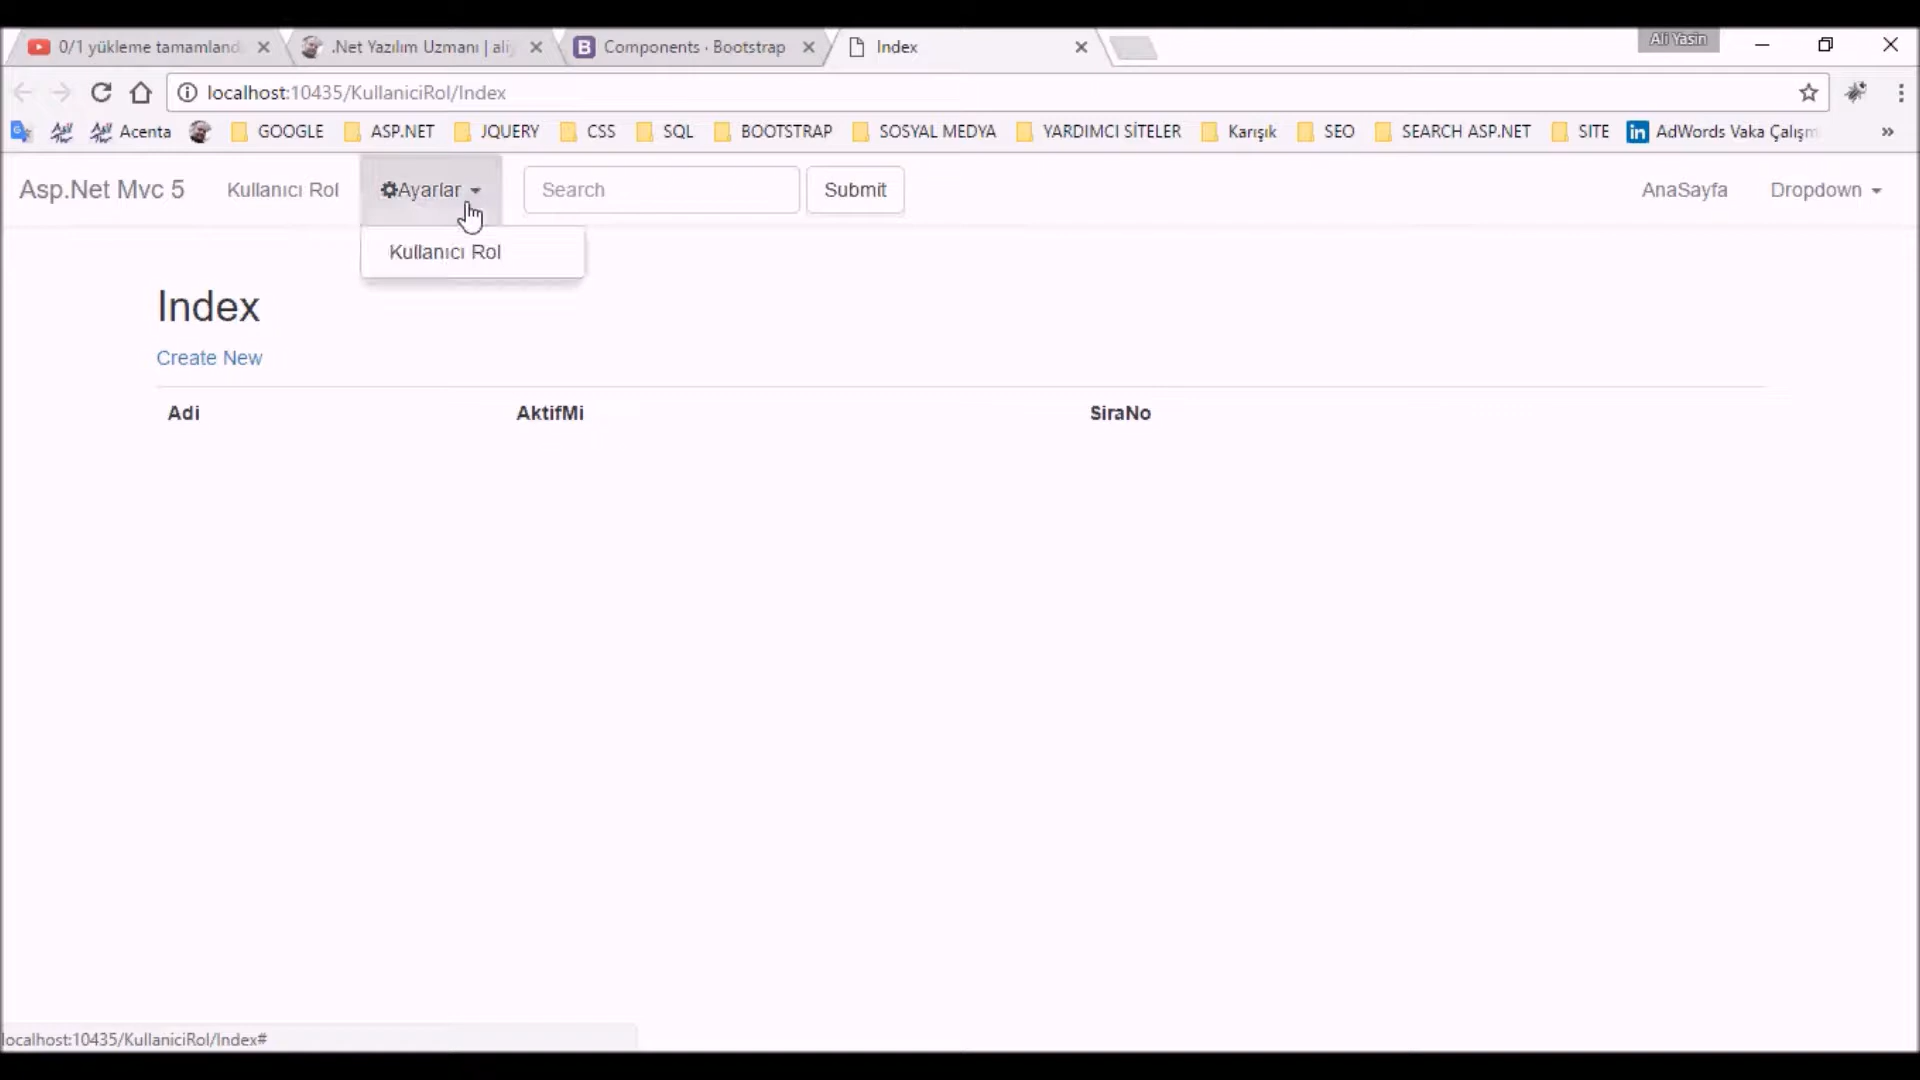 0/1 yükleme tamamland
.Net Yazılım Uzmanı | ali
Components · Bootstrap
Index
Ali Yasin
localhost:10435/KullaniciRol/Index
Acenta
GOOGLE
ASP.NET
JQUERY
CSS
SQL
BOOTSTRAP
SOSYAL MEDYA
YARDIMCI SİTELER
Karışık
SEO
SEARCH ASP.NET
SITE
AdWords Vaka Çalışm
»
Asp.Net Mvc 5
Kullanıcı Rol
Ayarlar
Search
Submit
AnaSayfa
Dropdown
Kullanıcı Rol
Index
Create New
Adi
AktifMi
SiraNo
localhost:10435/KullaniciRol/Index#